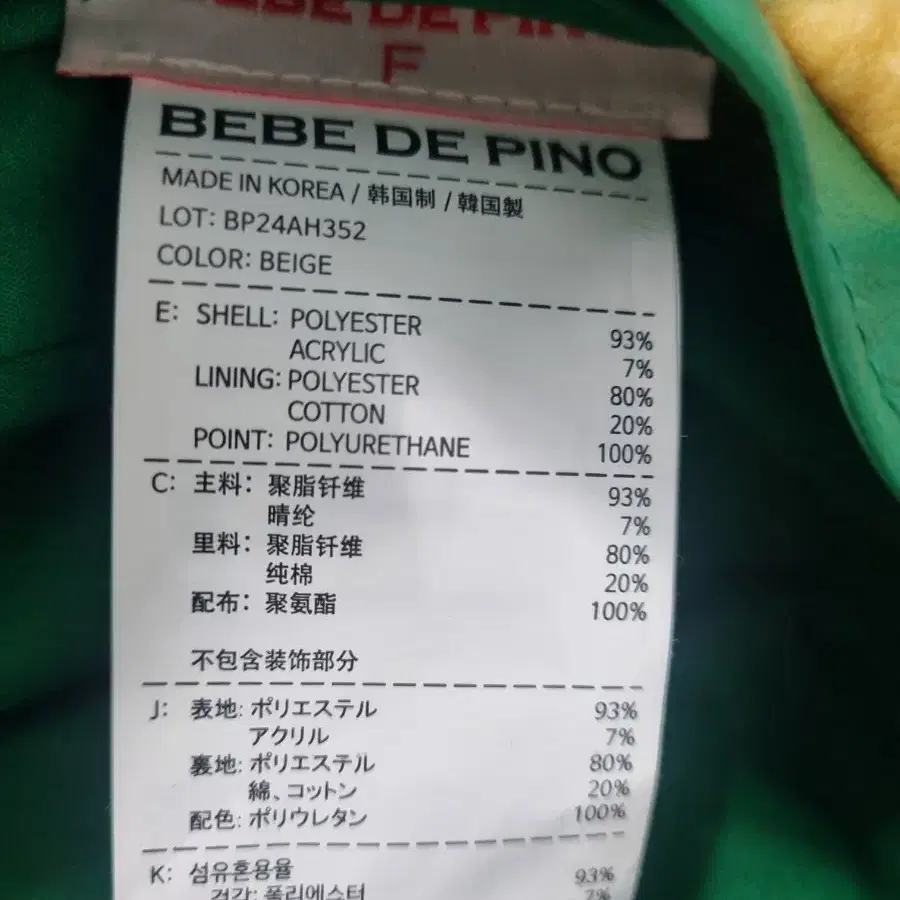 BEBE DE PINO
F
BEBE DE PINO
MADE IN KOREA / 韩国制 / 韓国製
LOT: BP24AH352
COLOR: BEIGE
E: SHELL: POLYESTER 93%
ACRYLIC 7%
LINING: POLYESTER 80%
COTTON 20%
POINT: POLYURETHANE 100%
C: 主料: 聚脂钎维 93%
晴纶 7%
里料: 聚脂钎维 80%
纯棉 20%
配布: 聚氨酯 100%
不包含装饰部分
J: 表地: ポリエステル 93%
アクリル 7%
裏地: ポリエステル 80%
綿、コットン 20%
配色: ポリウレタン 100%
K: 섬유혼용율
겉감: 폴리에스터 93%
7%